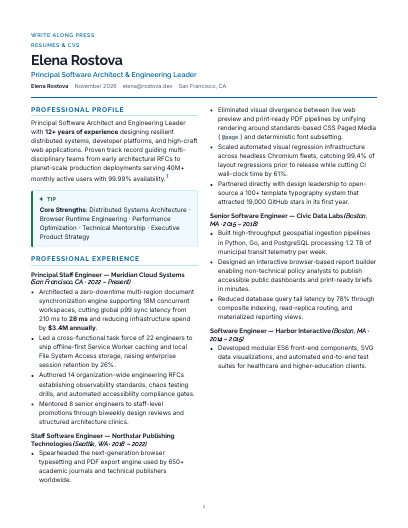 WRITE ALONG PRESS
RESUMES & CVS
Elena Rostova
Principal Software Architect & Engineering Leader
Elena Rostova November 2026 elena@rostova.dev San Francisco, CA
PROFESSIONAL PROFILE
Principal Software Architect and Engineering Leader
with 12+ years of experience designing resilient
distributed systems, developer platforms, and high-craft
web applications. Proven track record guiding multi-
disciplinary teams from early architectural RFCs to
planet-scale production deployments serving 40M+
monthly active users with 99.99% availability.1
+ TIP
Core Strengths: Distributed Systems Architecture ·
Browser Runtime Engineering · Performance
Optimization · Technical Mentorship · Executive
Product Strategy
PROFESSIONAL EXPERIENCE
Principal Staff Engineer — Meridian Cloud Systems
(San Francisco, CA · 2022 – Present)
• Architected a zero-downtime multi-region document
synchronization engine supporting 18M concurrent
workspaces, cutting global p99 sync latency from
210 ms to 28 ms and reducing infrastructure spend
by $3.4M annually.
• Led a cross-functional task force of 22 engineers to
ship offline-first Service Worker caching and local
File System Access storage, raising enterprise
session retention by 26%.
• Authored 14 organization-wide engineering RFCs
establishing observability standards, chaos testing
drills, and automated accessibility compliance gates.
• Mentored 8 senior engineers to staff-level
promotions through biweekly design reviews and
structured architecture clinics.
Staff Software Engineer — Northstar Publishing
Technologies (Seattle, WA · 2018 – 2022)
• Spearheaded the next-generation browser
typesetting and PDF export engine used by 650+
academic journals and technical publishers
worldwide.
• Eliminated visual divergence between live web
preview and print-ready PDF pipelines by unifying
rendering around standards-based CSS Paged Media
(@page) and deterministic font subsetting.
• Scaled automated visual regression infrastructure
across headless Chromium fleets, catching 99.4% of
layout regressions prior to release while cutting CI
wall-clock time by 61%.
• Partnered directly with design leadership to open-
source a 100+ template typography system that
attracted 19,000 GitHub stars in its first year.
Senior Software Engineer — Civic Data Labs (Boston,
MA · 2015 – 2018)
• Built high-throughput geospatial ingestion pipelines
in Python, Go, and PostgreSQL processing 1.2 TB of
municipal transit telemetry per week.
• Designed an interactive browser-based report builder
enabling non-technical policy analysts to publish
accessible public dashboards and print-ready briefs
in minutes.
• Reduced database query tail latency by 78% through
composite indexing, read-replica routing, and
materialized reporting views.
Software Engineer — Harbor Interactive (Boston, MA ·
2014 – 2015)
• Developed modular ES6 front-end components, SVG
data visualizations, and automated end-to-end test
suites for healthcare and higher-education clients.
1